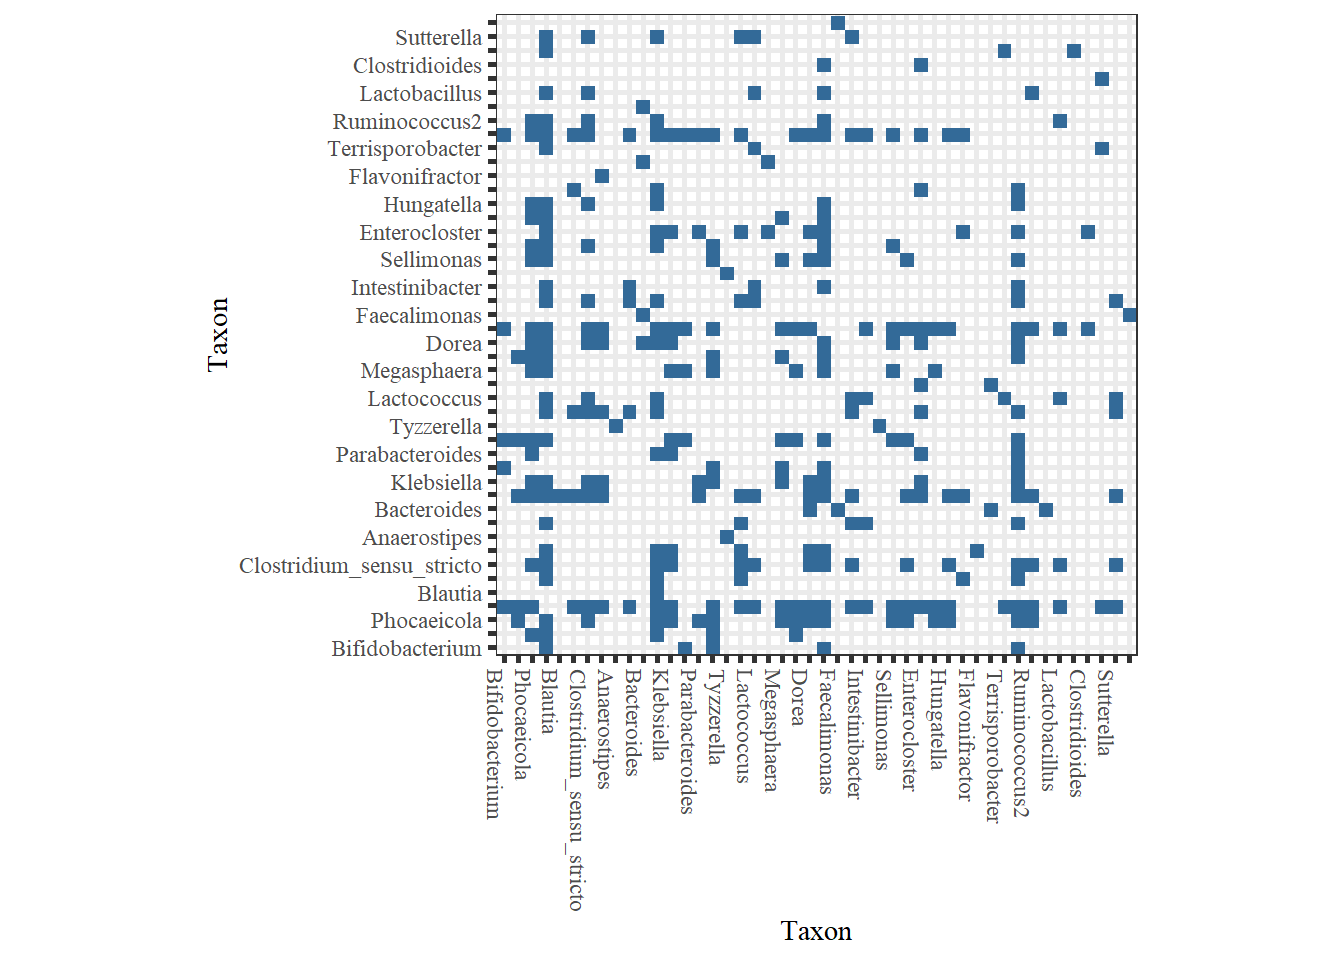 Sutterella
Clostridioides
Lactobacillus
Ruminococcus2
Terrisporobacter
Flavonifractor
Hungatella
Enterocloster
Sellimonas
Intestinibacter
Faecalimonas
Dorea
Megasphaera
Lactococcus
Tyzzerella
Parabacteroides
Klebsiella
Bacteroides
Anaerostipes
Clostridium_sensu_stricto
Blautia
Phocaeicola
Bifidobacterium
Taxon
Bifidobacterium
Phocaeicola
Blautia
Clostridium_sensu_stricto
Anaerostipes
Bacteroides
Klebsiella
Parabacteroides
Tyzzerella
Lactococcus
Megasphaera
Dorea
Faecalimonas
Intestinibacter
Sellimonas
Enterocloster
Hungatella
Flavonifractor
Terrisporobacter
Ruminococcus2
Lactobacillus
Clostridioides
Sutterella
Taxon